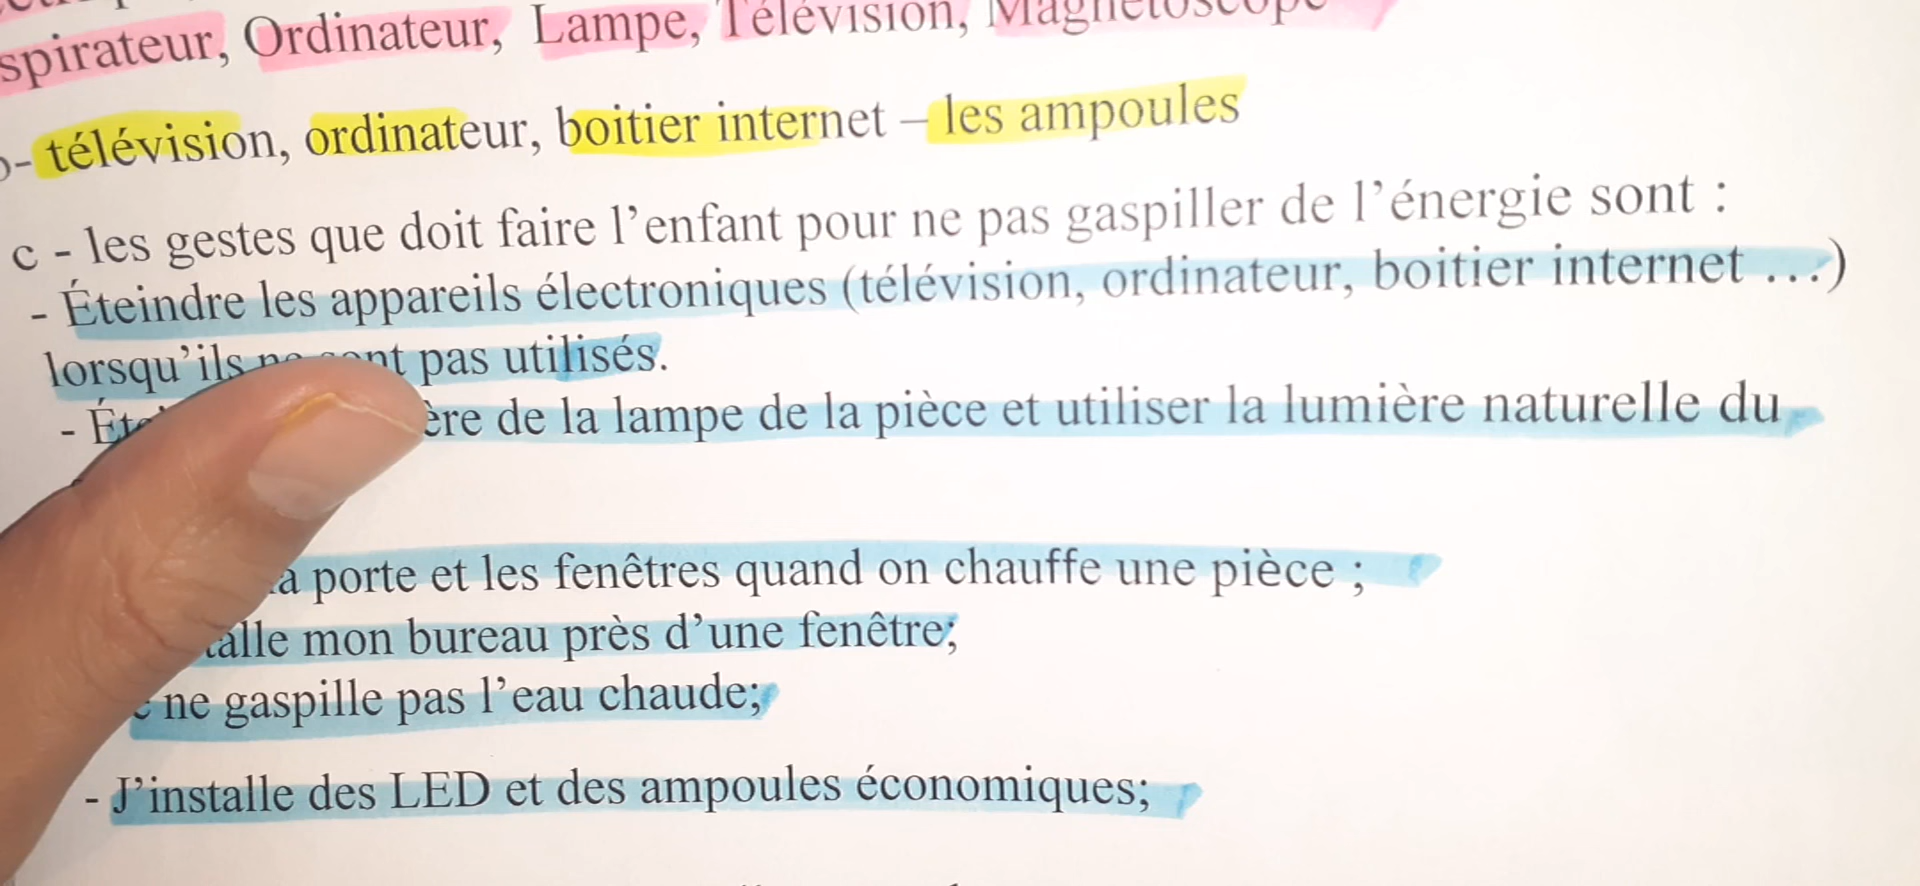 spirateur, Ordinateur, Lampe, Télévision, Magnétoscope
- télévision, ordinateur, boitier internet – les ampoules
c - les gestes que doit faire l’enfant pour ne pas gaspiller de l’énergie sont :
- Éteindre les appareils électroniques (télévision, ordinateur, boitier internet …)
lorsqu’ils ne sont pas utilisés.
- de la lampe de la pièce et utiliser la lumière naturelle du
porte et les fenêtres quand on chauffe une pièce ;
mon bureau près d’une fenêtre;
ne gaspille pas l’eau chaude;
- J’installe des LED et des ampoules économiques;